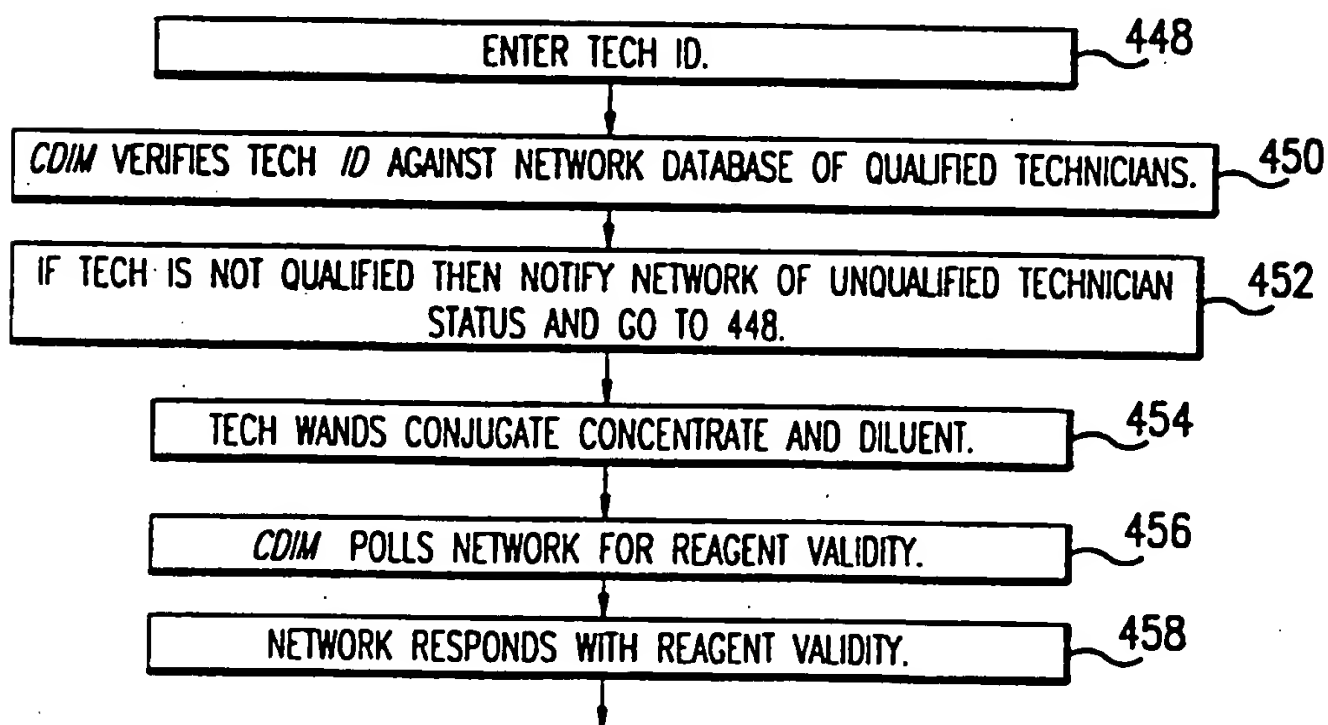 ENTER TECH ID.
448
CDIM VERIFIES TECH ID AGAINST NETWORK DATABASE OF QUALIFIED TECHNICIANS.
450
IF TECH IS NOT QUALIFIED THEN NOTIFY NETWORK OF UNQUALIFIED TECHNICIAN
STATUS AND GO TO 448.
452
TECH WANDS CONJUGATE CONCENTRATE AND DILUENT.
454
CDIM POLLS NETWORK FOR REAGENT VALIDITY.
456
NETWORK RESPONDS WITH REAGENT VALIDITY.
458